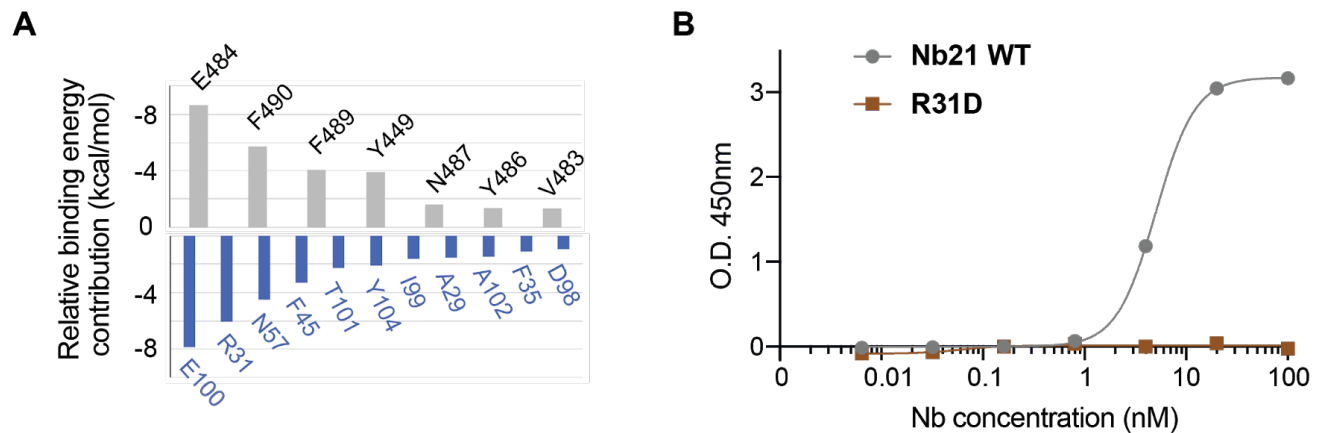 A
Relative binding energy
contribution (kcal/mol)
-8
-4
0
-4
-8
E484
F490
F489
Y449
N487
Y486
V483
E100
R31
N57
F45
T101
Y104
I99
A29
A102
F35
D98
B
Nb21 WT
R31D
O.D. 450nm
3
2
1
0
0
0.01
0.1
1
10
100
Nb concentration (nM)